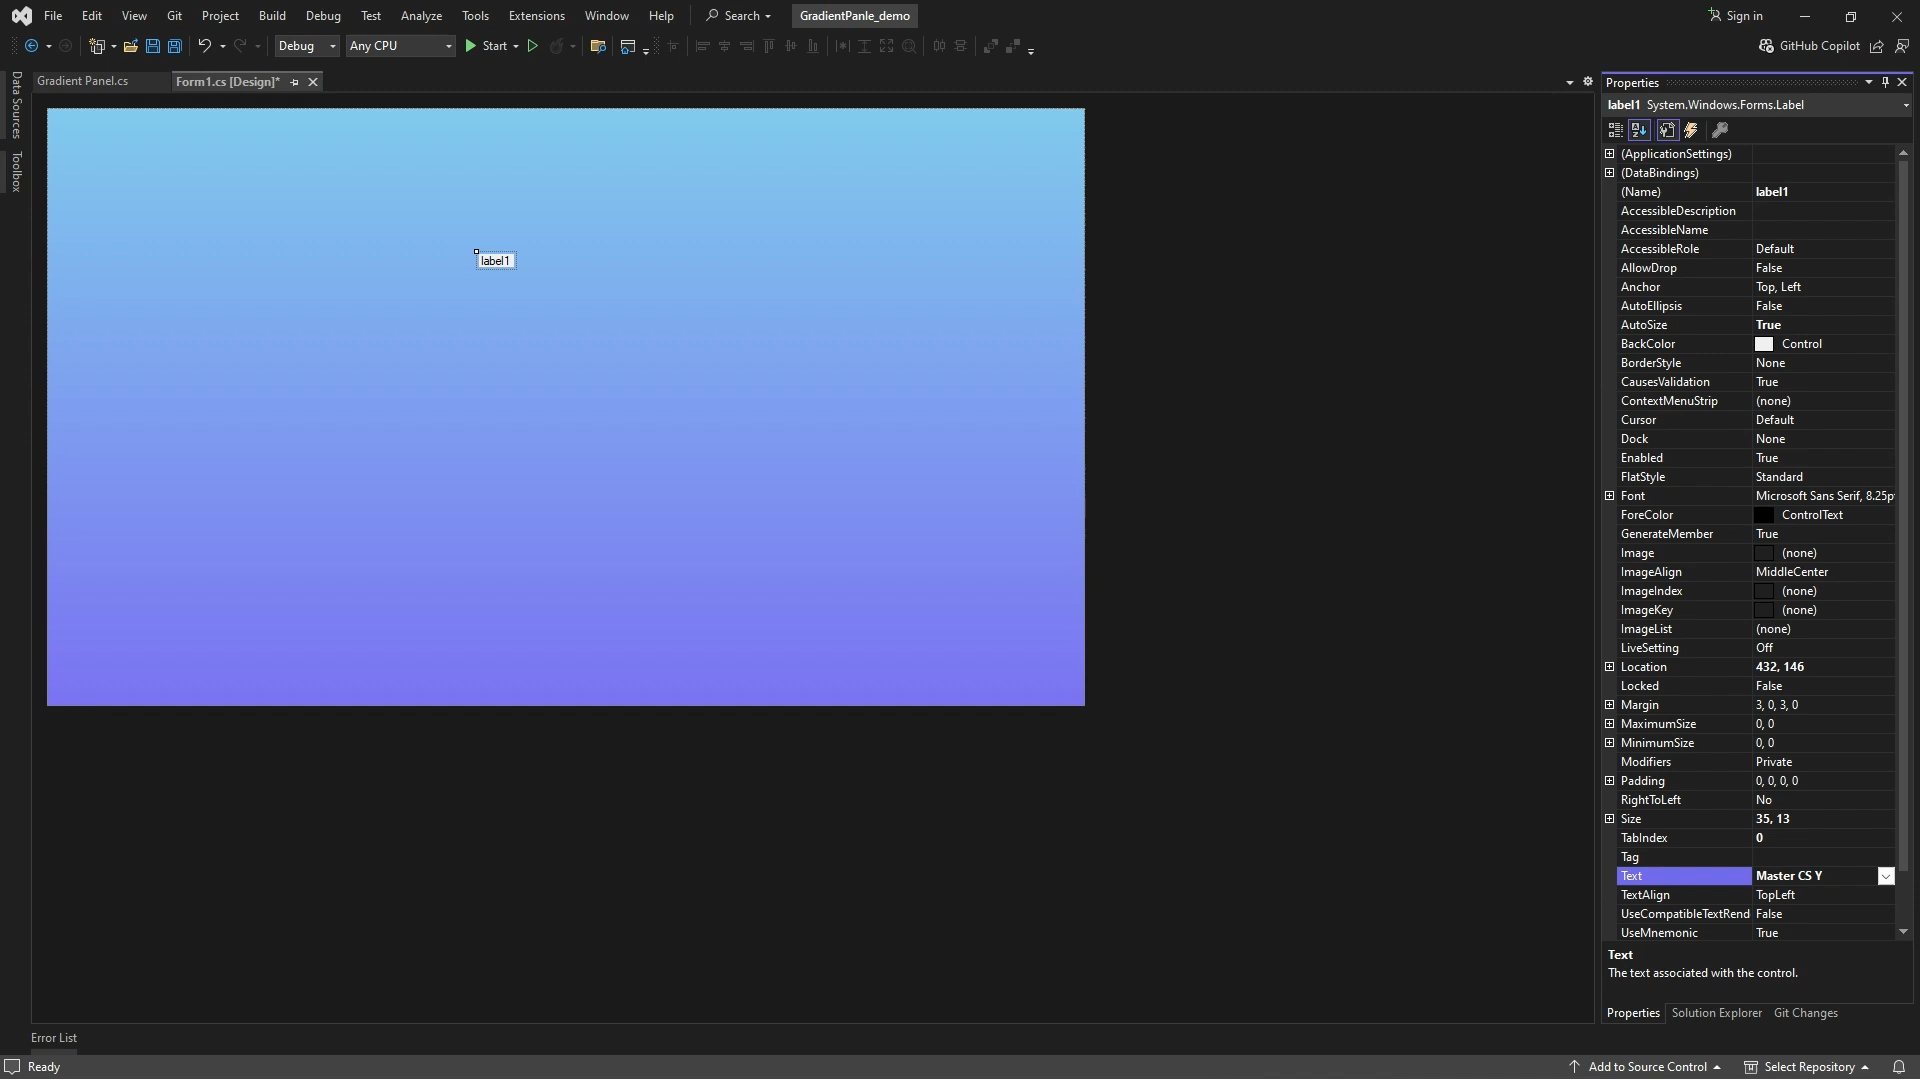 File Edit View Git Project Build Debug Test Analyze Tools Extensions Window Help Search GradientPanle_demo Sign in
Debug Any CPU Start GitHub Copilot
Gradient Panel.cs Form1.cs [Design]*
Data Sources
Toolbox
label1
Properties
label1 System.Windows.Forms.Label
(ApplicationSettings)
(DataBindings)
(Name) label1
AccessibleDescription
AccessibleName
AccessibleRole Default
AllowDrop False
Anchor Top, Left
AutoEllipsis False
AutoSize True
BackColor Control
BorderStyle None
CausesValidation True
ContextMenuStrip (none)
Cursor Default
Dock None
Enabled True
FlatStyle Standard
Font Microsoft Sans Serif, 8.25p
ForeColor ControlText
GenerateMember True
Image (none)
ImageAlign MiddleCenter
ImageIndex (none)
ImageKey (none)
ImageList (none)
LiveSetting Off
Location 432, 146
Locked False
Margin 3, 0, 3, 0
MaximumSize 0, 0
MinimumSize 0, 0
Modifiers Private
Padding 0, 0, 0, 0
RightToLeft No
Size 35, 13
TabIndex 0
Tag
Text Master CS Y
TextAlign TopLeft
UseCompatibleTextRend False
UseMnemonic True
Text
The text associated with the control.
Properties Solution Explorer Git Changes
Error List
Ready Add to Source Control Select Repository